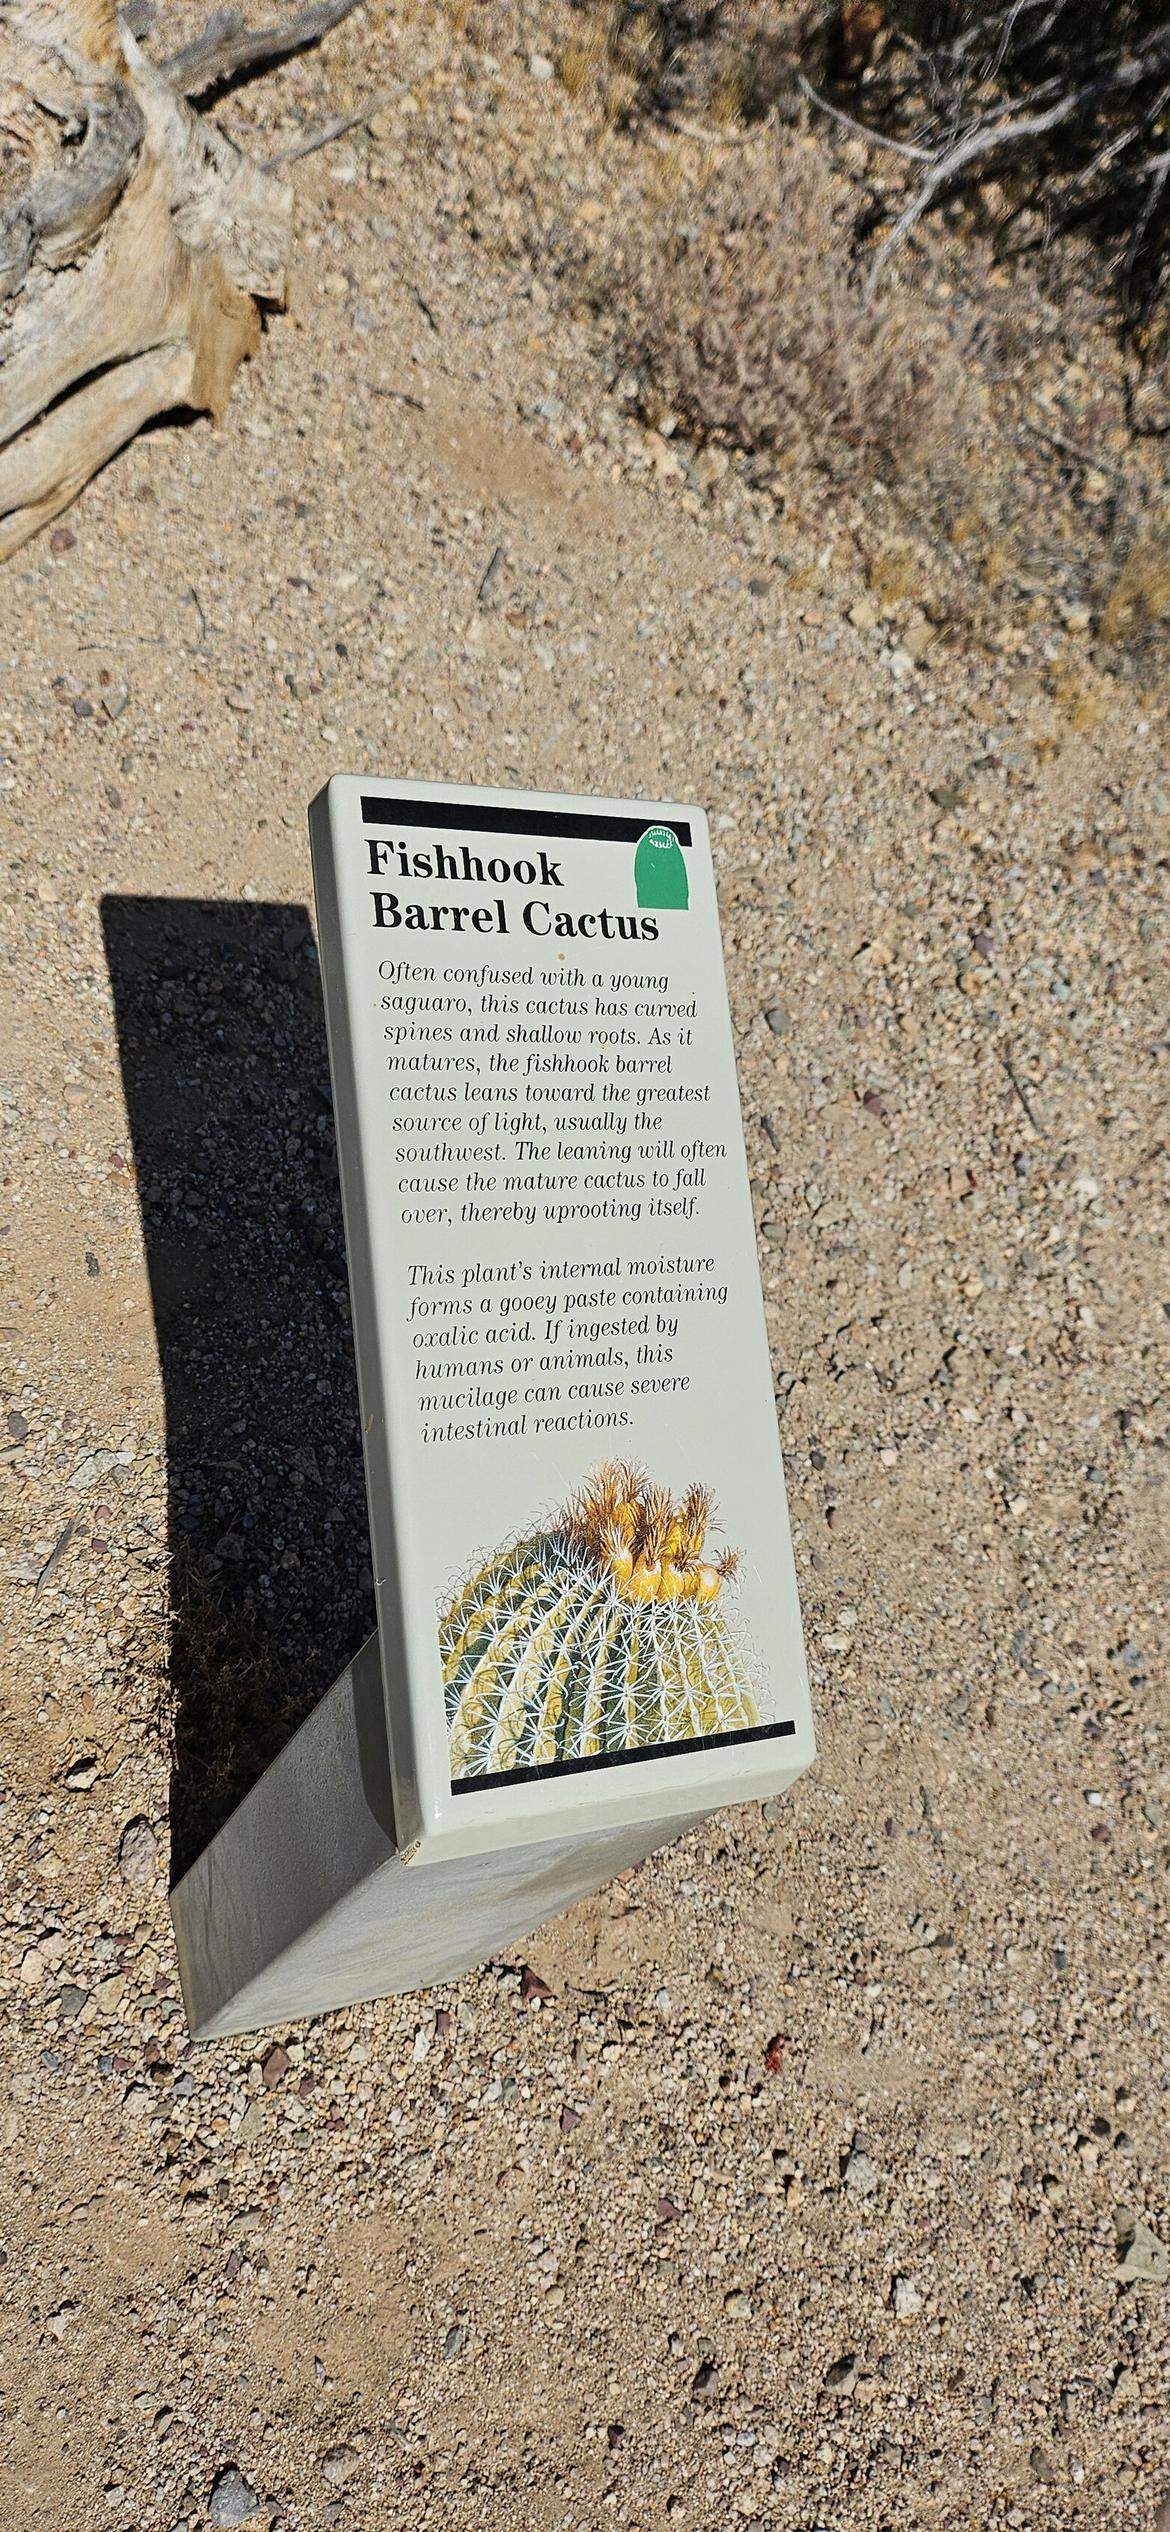 Fishhook
Barrel Cactus
Often confused with a young
saguaro, this cactus has curved
spines and shallow roots. As it
matures, the fishhook barrel
cactus leans toward the greatest
source of light, usually the
southwest. The leaning will often
cause the mature cactus to fall
over, thereby uprooting itself.
This plant's internal moisture
forms a gooey paste containing
oxalic acid. If ingested by
humans or animals, this
mucilage can cause severe
intestinal reactions.